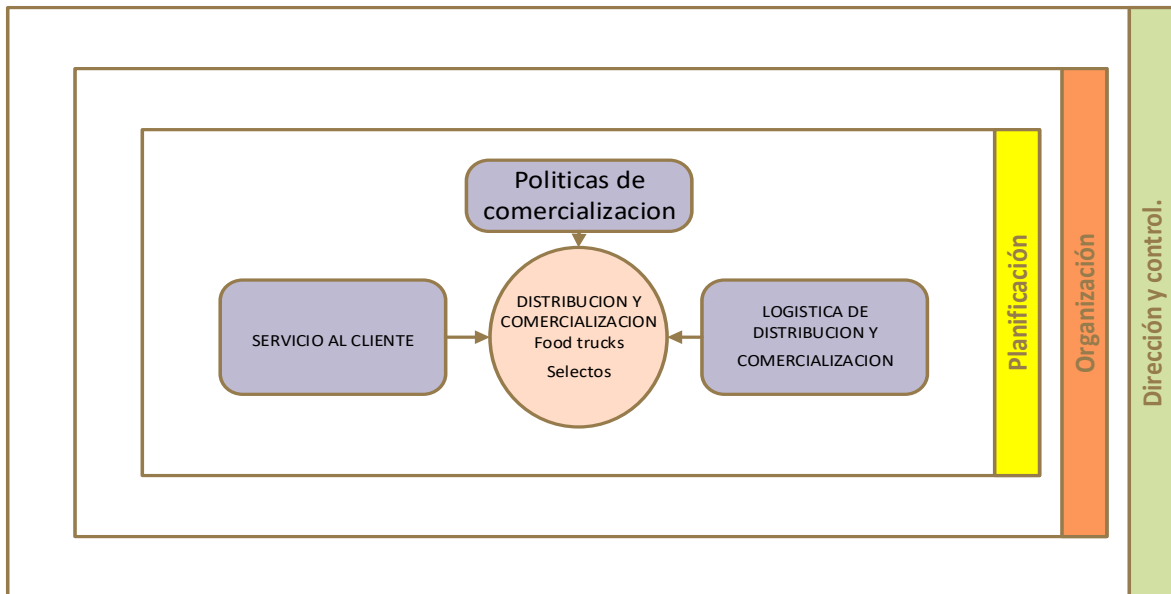 Politicas de
comercializacion
DISTRIBUCION Y
COMERCIALIZACION
Food trucks
Selectos
SERVICIO AL CLIENTE
LOGISTICA DE
DISTRIBUCION Y
COMERCIALIZACION
Planificación
Organización
Dirección y control.